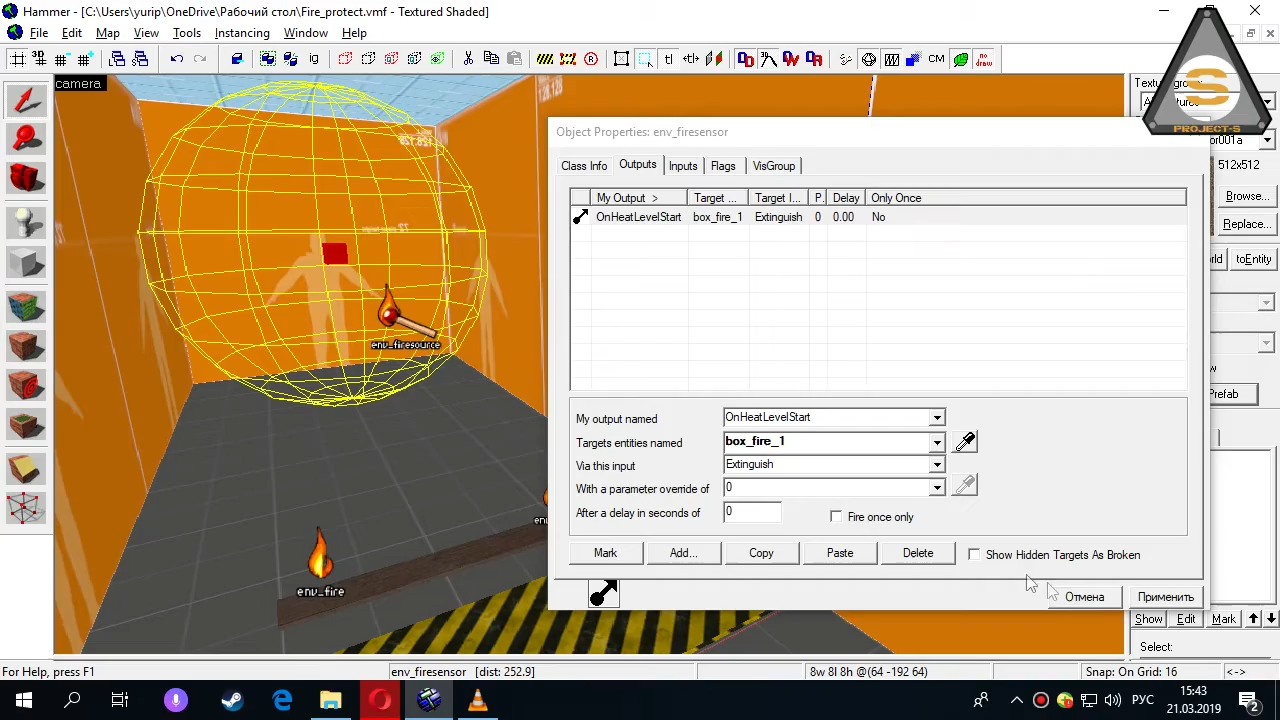 Hammer - [C:\Users\yurip\OneDrive\Рабочий стол\Fire_protect.vmf - Textured Shaded]
File Edit Map View Tools Instancing Window Help
camera
Object Properties: env_firesensor
Class Info Outputs Inputs Flags VisGroup
My Output > Target ... Target I... P. Delay Only Once
OnHeatLevelStart box_fire_1 Extinguish 0 0.00 No
My output named OnHeatLevelStart
Targets entities named box_fire_1
Via this input Extinguish
With a parameter override of 0
After a delay in seconds of 0 Fire once only
Mark Add... Copy Paste Delete Show Hidden Targets As Broken
Отмена Применить
env_firesource
env_fire
PROJECT-S
512x512
Browse...
Replace...
toEntity
Prefab
Show Edit Mark
Select:
For Help, press F1 env_firesensor [dist: 252.9] 8w 8l 8h @(64 -192 64) Snap: On Grid: 16 <->
РУС 15:43
21.03.2019 2